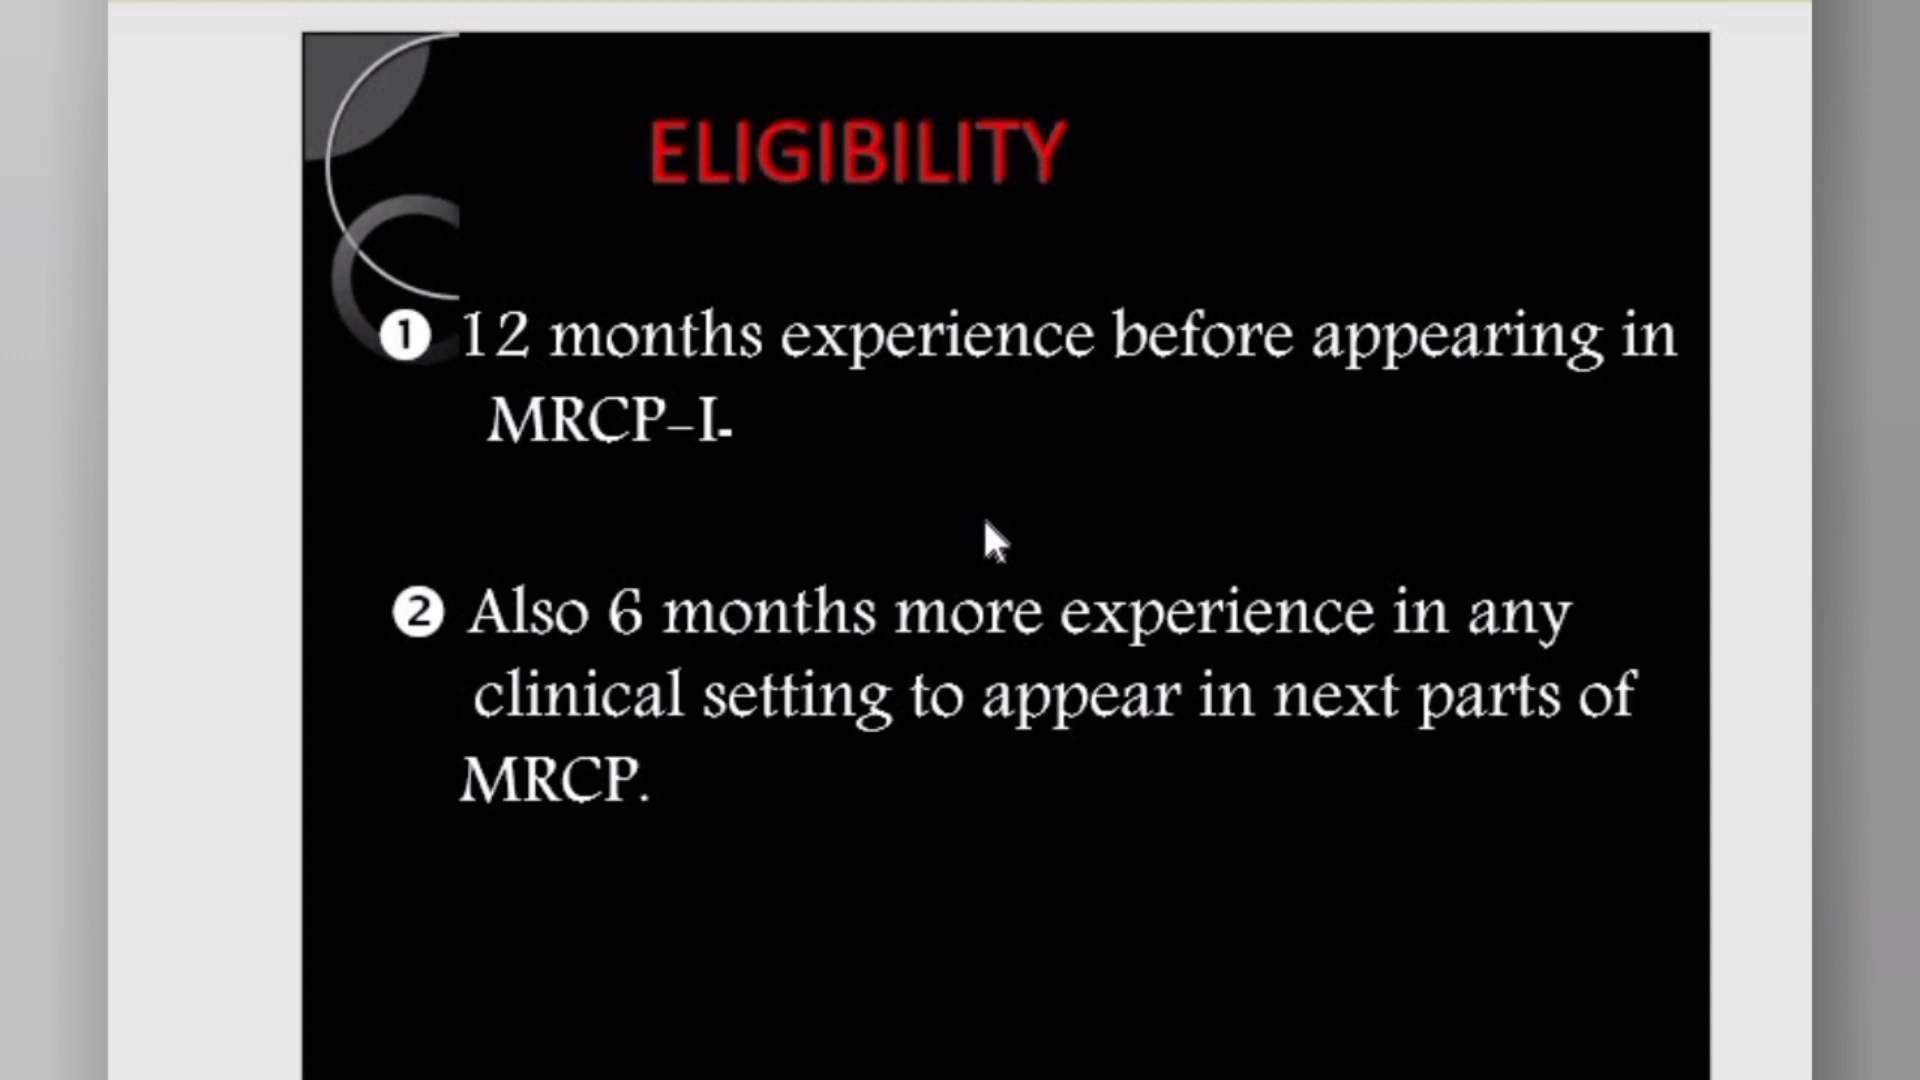 ELIGIBILITY
❶ 12 months experience before appearing in
MRCP–I.
❷ Also 6 months more experience in any
clinical setting to appear in next parts of
MRCP.